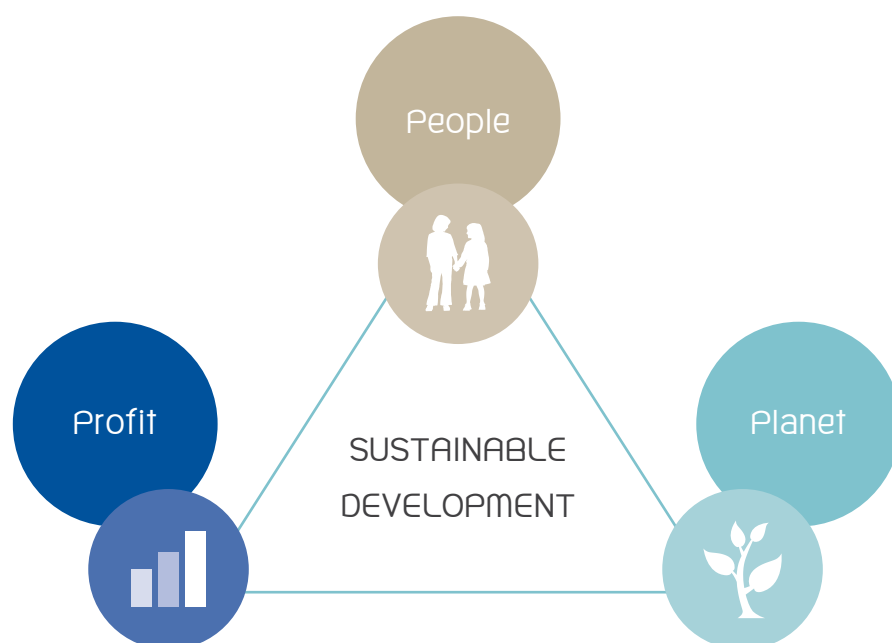 People
Profit
Planet
SUSTAINABLE
DEVELOPMENT